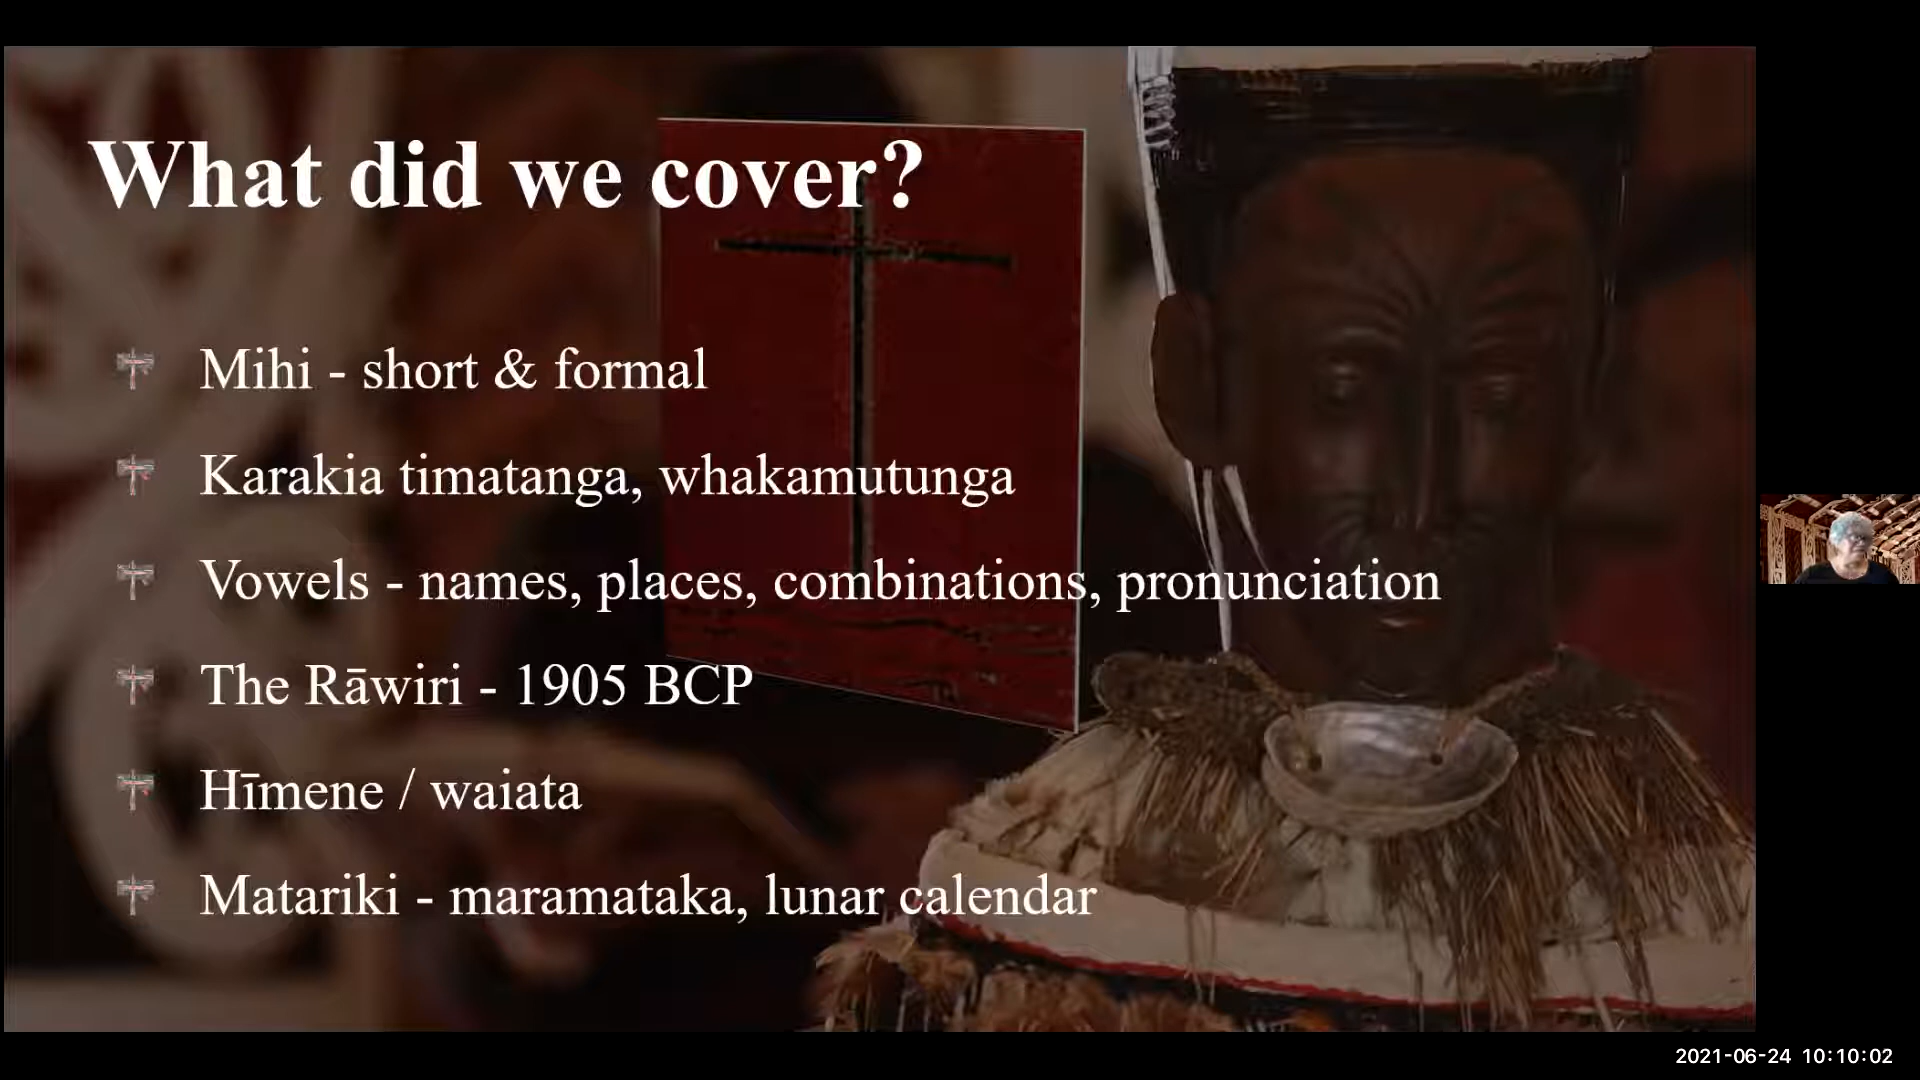 What did we cover?
Mihi - short & formal
Karakia timatanga, whakamutunga
Vowels - names, places, combinations, pronunciation
The Rāwiri - 1905 BCP
Hīmene / waiata
Matariki - maramataka, lunar calendar
2021-06-24 10:10:02